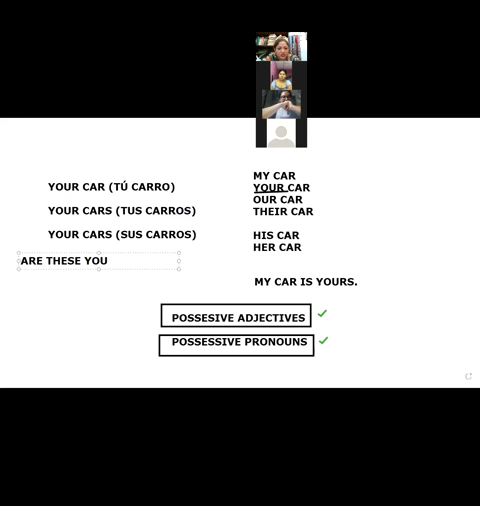 YOUR CAR (TÚ CARRO)
YOUR CARS (TUS CARROS)
YOUR CARS (SUS CARROS)
ARE THESE YOU
MY CAR
YOUR CAR
OUR CAR
THEIR CAR
HIS CAR
HER CAR
MY CAR IS YOURS.
POSSESIVE ADJECTIVES
POSSESSIVE PRONOUNS